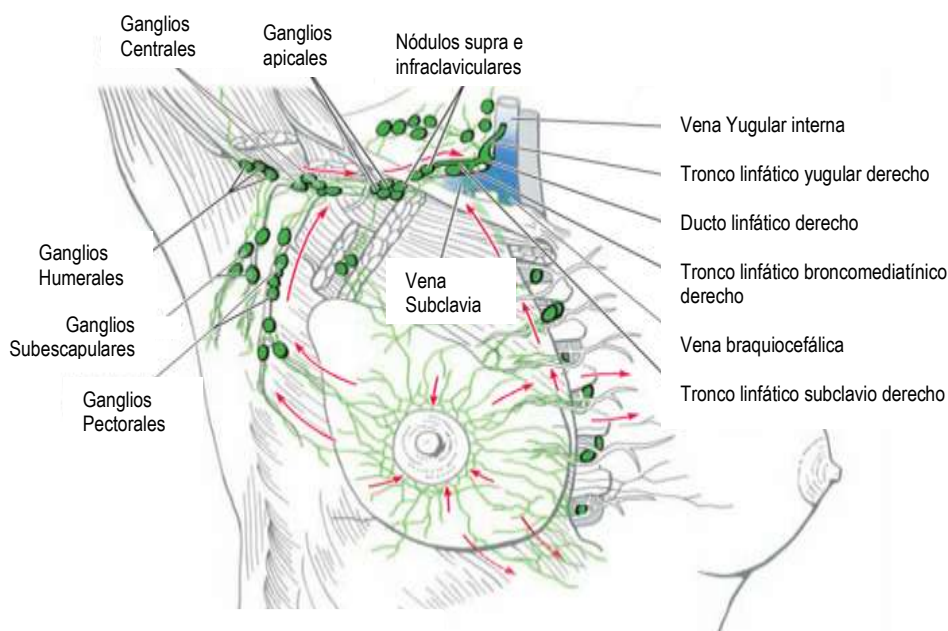 Ganglios
Centrales
Ganglios
apicales
Nódulos supra e
infraclaviculares
Vena Yugular interna
Tronco linfático yugular derecho
Ducto linfático derecho
Tronco linfático broncomediatínico
derecho
Vena braquiocefálica
Tronco linfático subclavio derecho
Ganglios
Humerales
Ganglios
Subescapulares
Ganglios
Pectorales
Vena
Subclavia